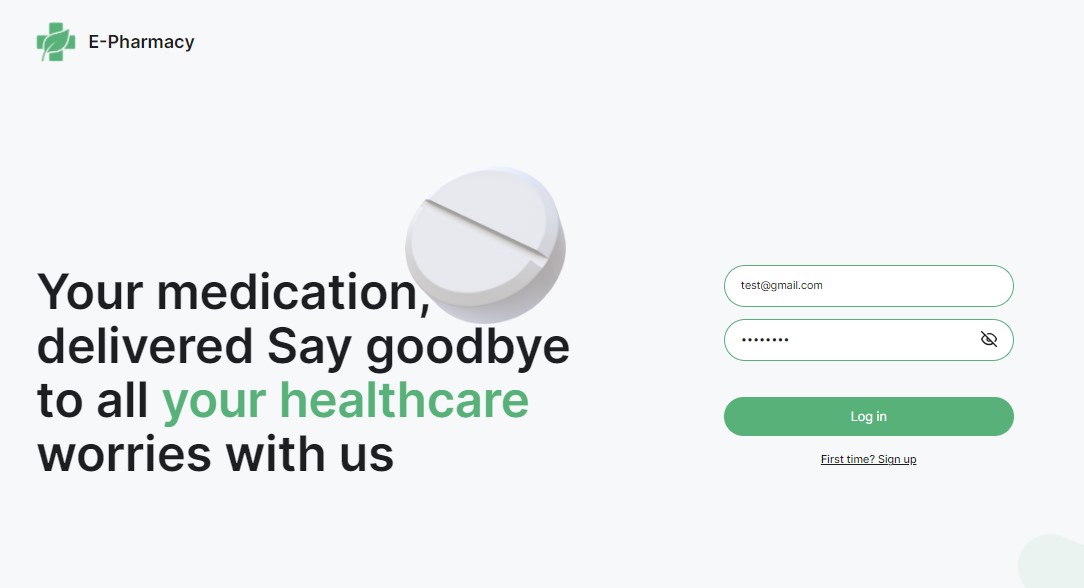 E-Pharmacy
Your medication,
delivered Say goodbye
to all your healthcare
worries with us
test@gmail.com
••••••••
Log in
First time? Sign up